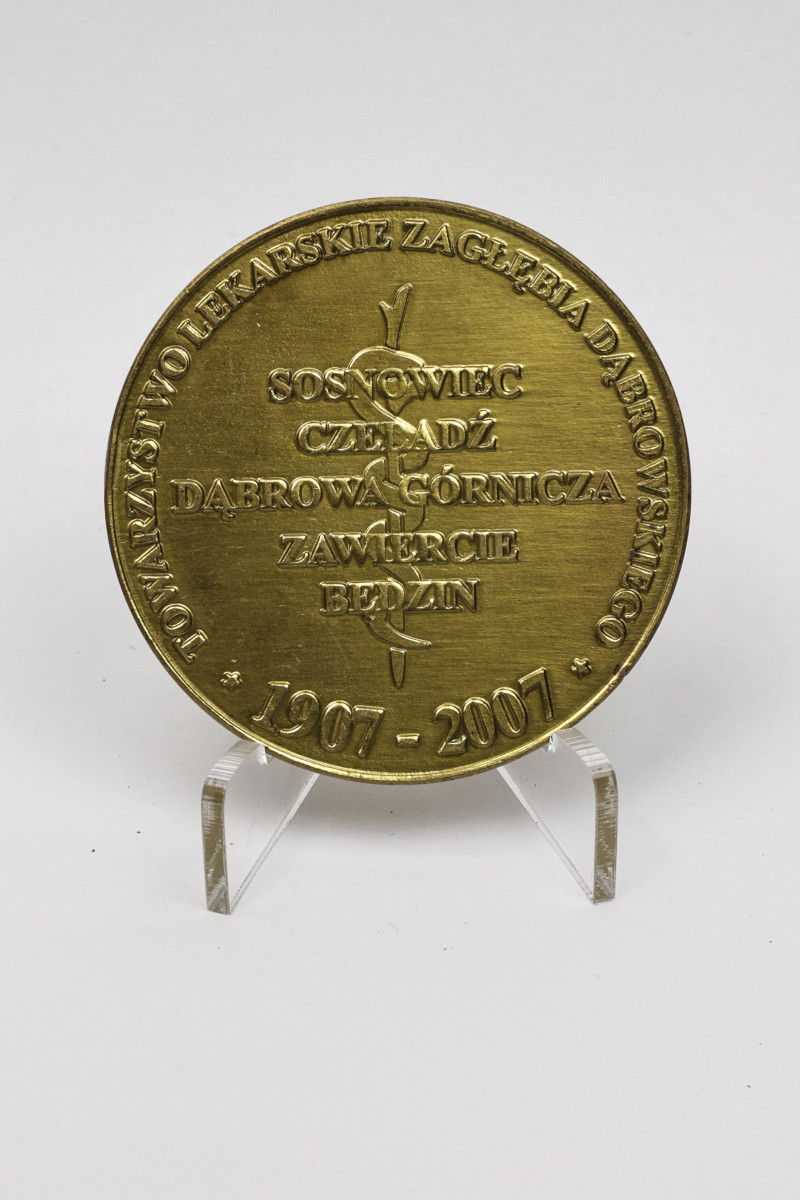 TOWARZYSTWO LEKARSKIE ZAGŁĘBIA DĄBROWSKIEGO
SOSNOWIEC
CZELADŹ
DĄBROWA GÓRNICZA
ZAWIERCIE
BĘDZIN
* 1907 - 2007 *